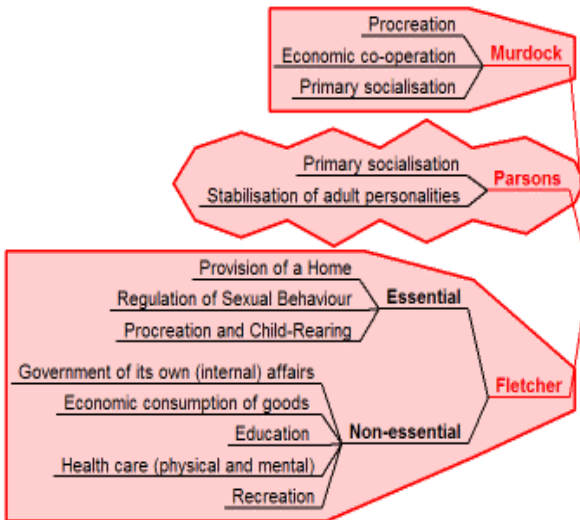 Procreation
Economic co-operation
Primary socialisation
Murdock
Primary socialisation
Stabilisation of adult personalities
Parsons
Provision of a Home
Regulation of Sexual Behaviour
Procreation and Child-Rearing
Essential
Government of its own (internal) affairs
Economic consumption of goods
Education
Health care (physical and mental)
Recreation
Non-essential
Fletcher